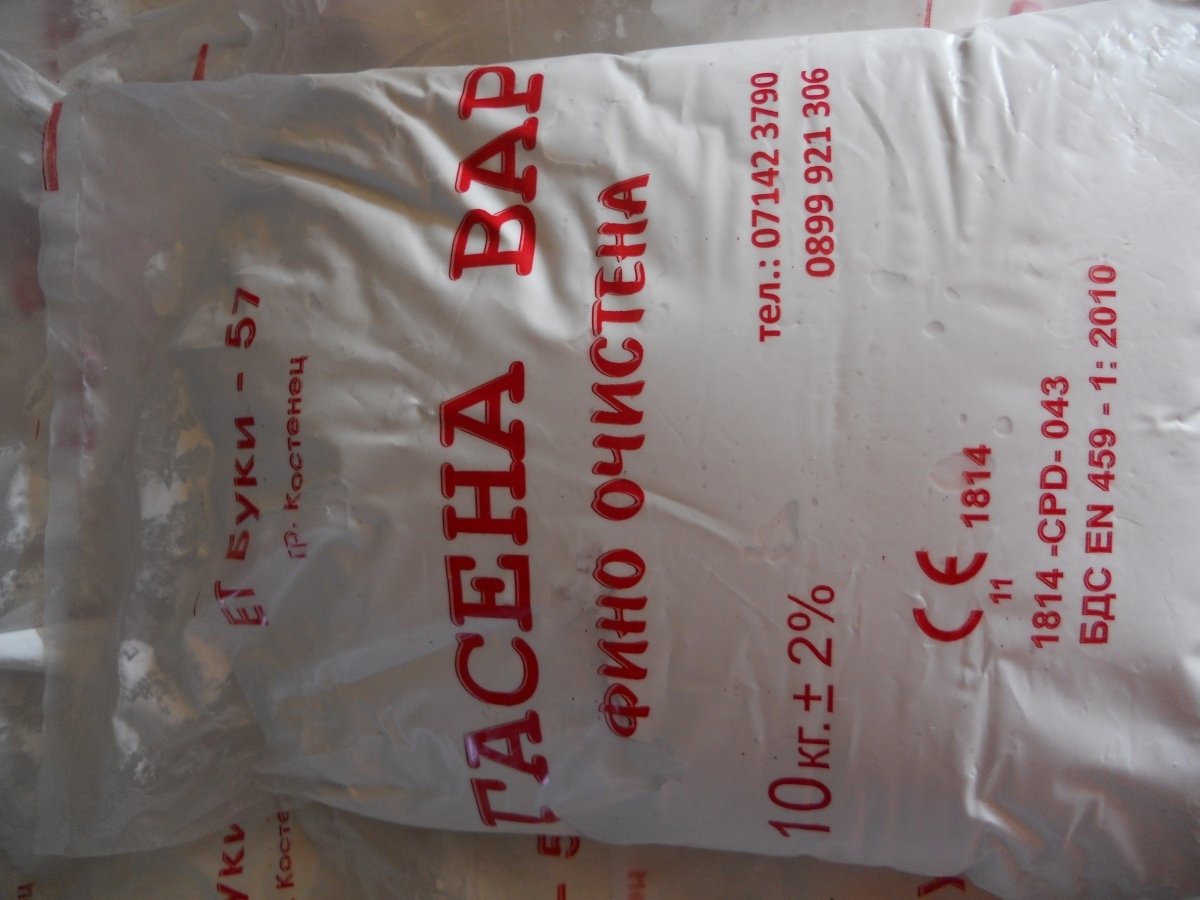 ЕТ Буки - 57
гр. Костенец
ГАСЕНА ВАР
ФИНО ОЧИСТЕНА
тел.: 07142 3790
0899 921 306
10 кг. ± 2%
CE 1814
11
1814 -CPD- 043
БДС EN 459 - 1: 2010